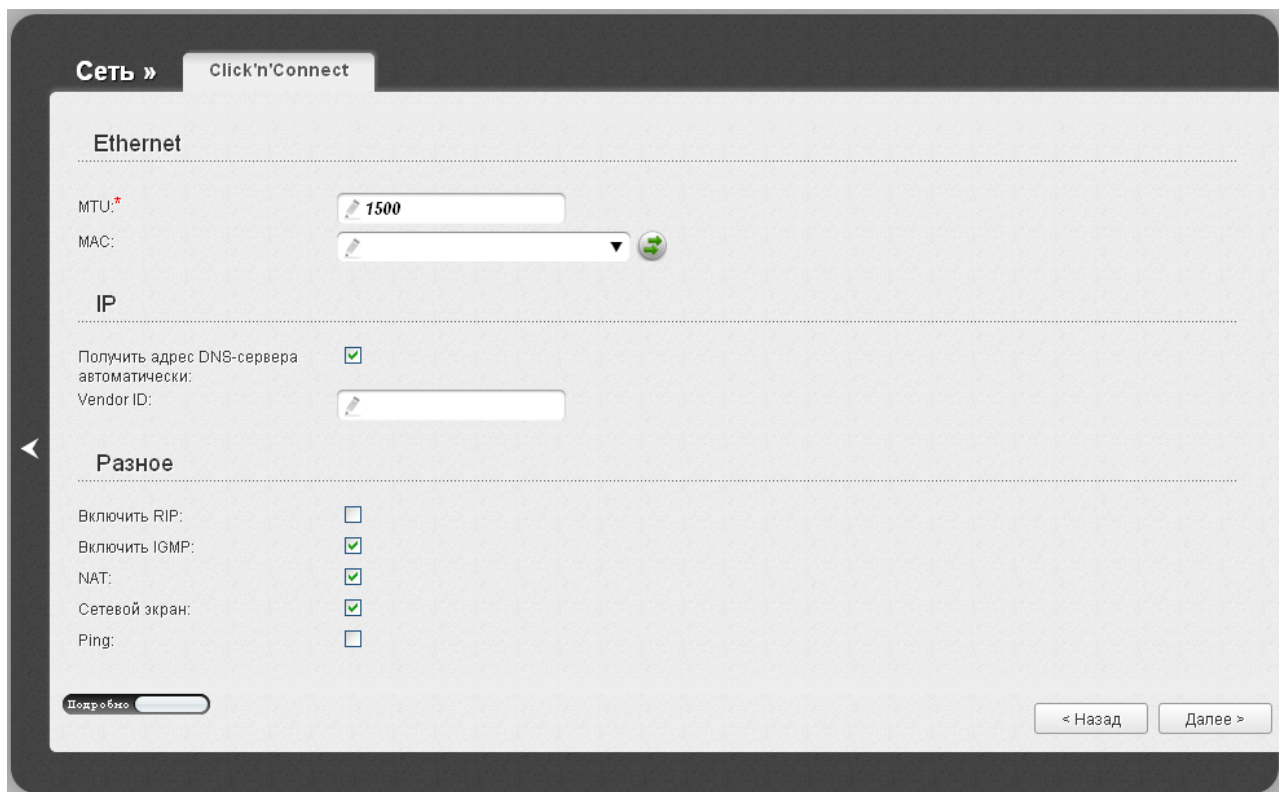 Сеть »
Click'n'Connect
Ethernet
MTU:*
1500
MAC:
IP
Получить адрес DNS-сервера
автоматически:
Vendor ID:
Разное
Включить RIP:
Включить IGMP:
NAT:
Сетевой экран:
Ping:
Подробно
< Назад
Далее >